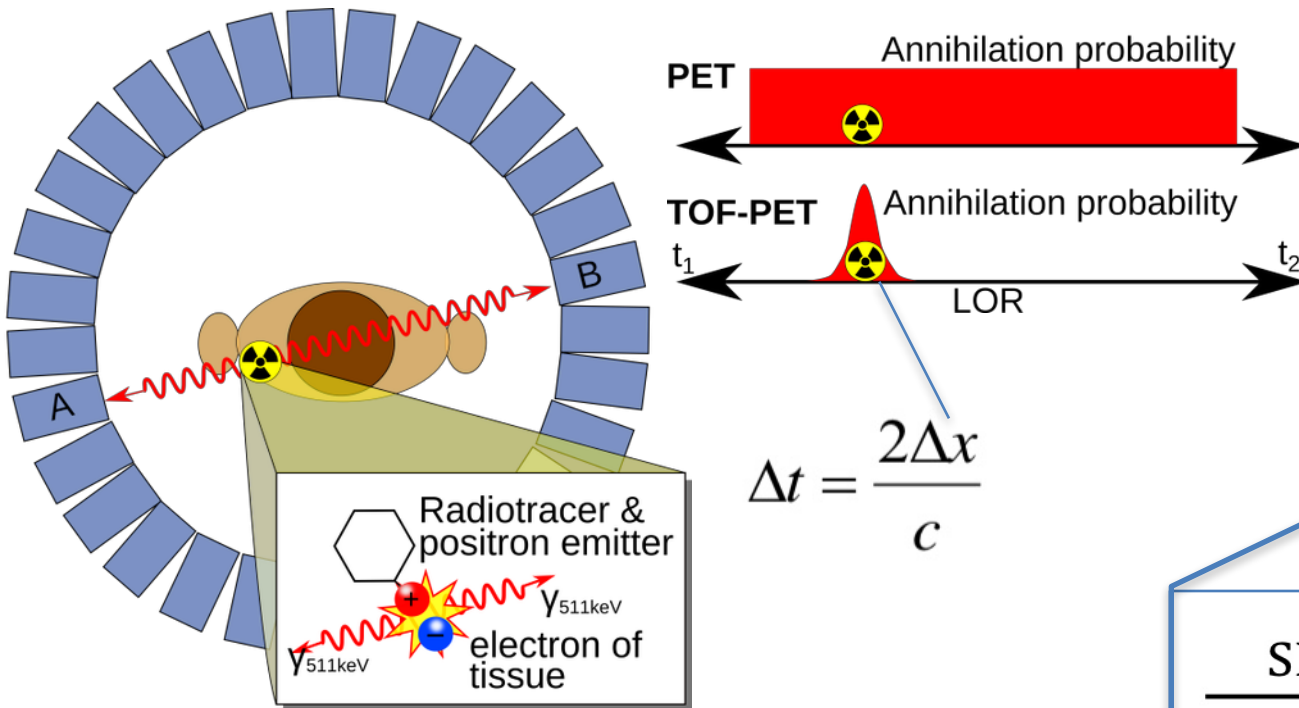 PET
Annihilation probability
TOF-PET
Annihilation probability
t₁
t₂
LOR
B
A
Δt = 2Δx / c
Radiotracer &
positron emitter
+
γ511keV
−
γ511keV
electron of
tissue